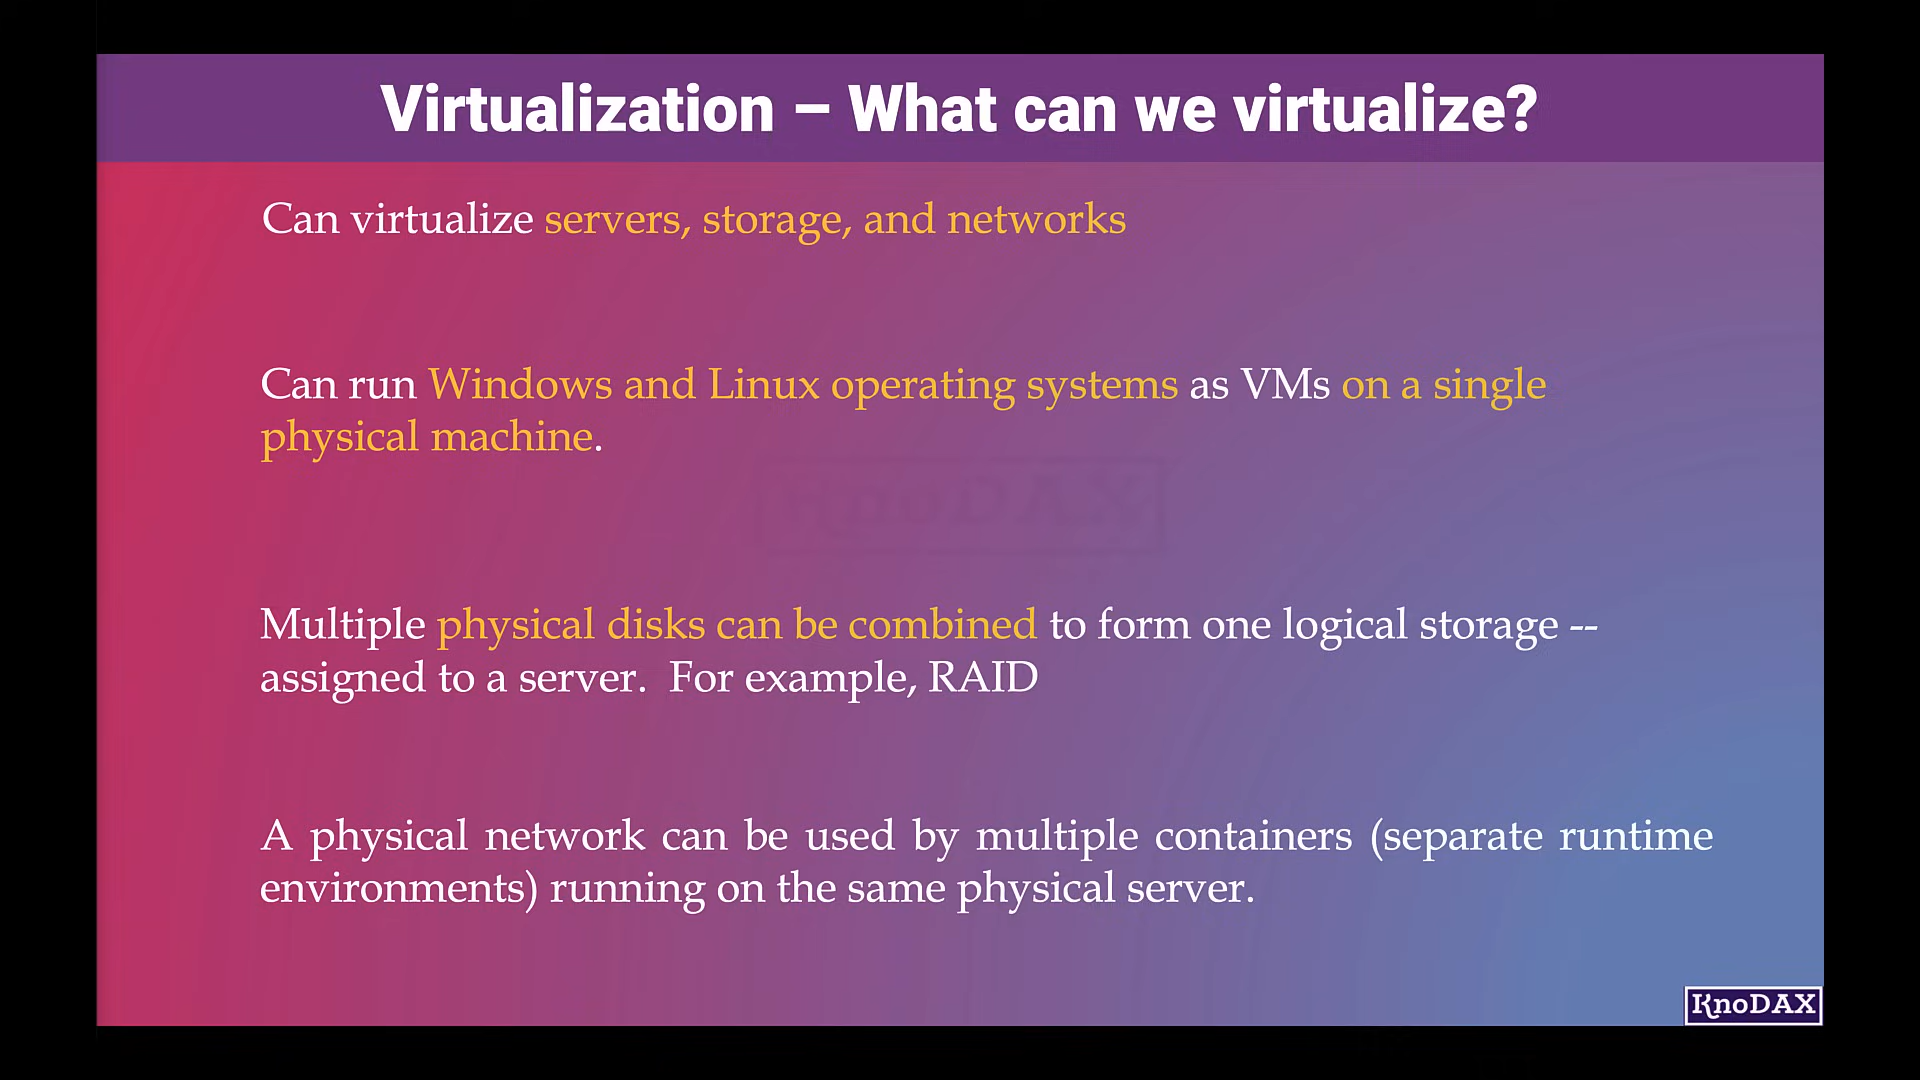 Virtualization – What can we virtualize?
Can virtualize servers, storage, and networks
Can run Windows and Linux operating systems as VMs on a single
physical machine.
KnoDAX
Multiple physical disks can be combined to form one logical storage --
assigned to a server.  For example, RAID
A physical network can be used by multiple containers (separate runtime
environments) running on the same physical server.
KnoDAX